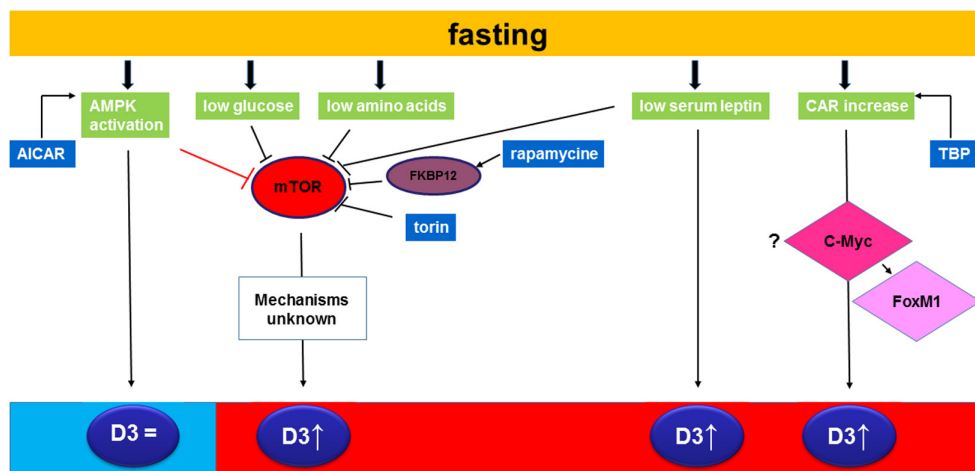 fasting
AMPK
activation
low glucose
low amino acids
low serum leptin
CAR increase
AICAR
rapamycine
TBP
mTOR
FKBP12
torin
?
C-Myc
FoxM1
Mechanisms
unknown
D3 =
D3↑
D3↑
D3↑